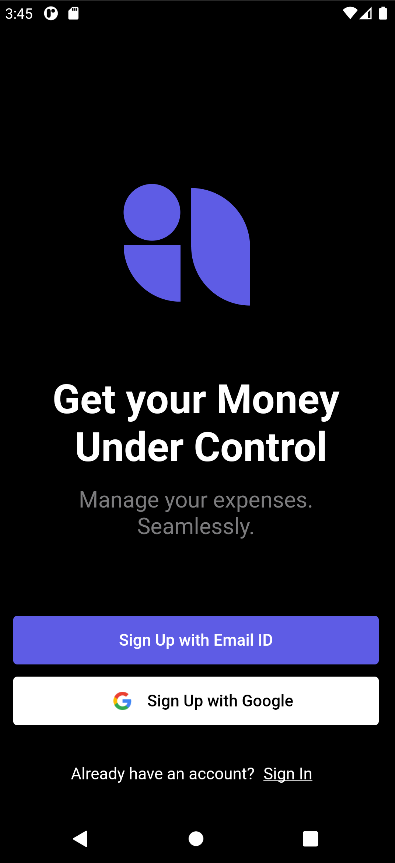 3:45
Get your Money
Under Control
Manage your expenses.
Seamlessly.
Sign Up with Email ID
Sign Up with Google
Already have an account? Sign In